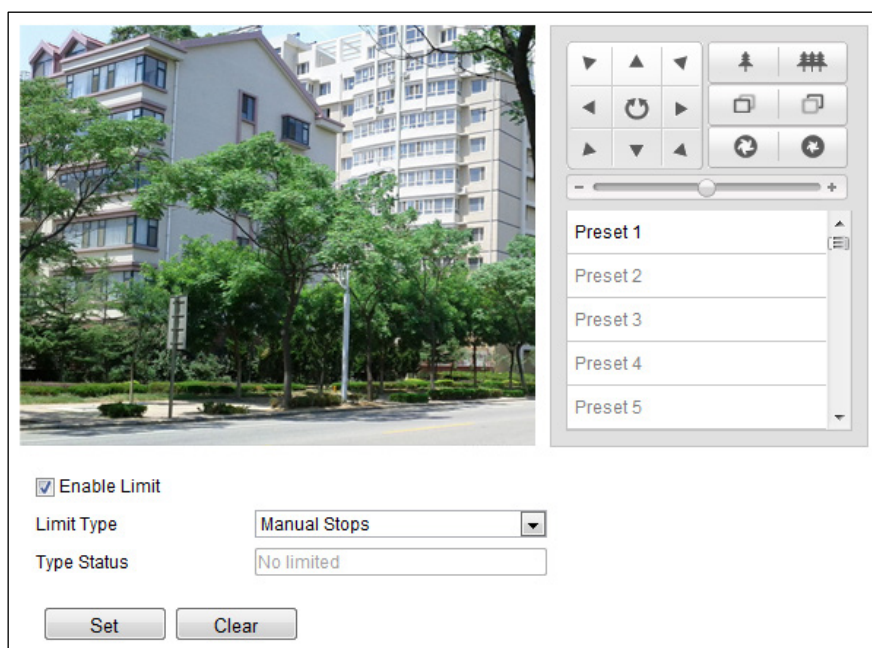 Preset 1
Preset 2
Preset 3
Preset 4
Preset 5
Enable Limit
Limit Type Manual Stops
Type Status No limited
Set Clear